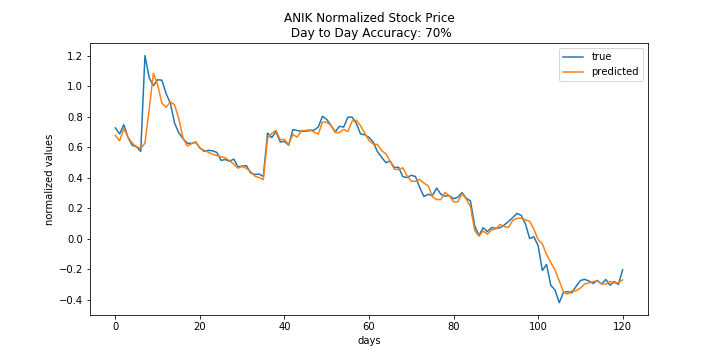 ANIK Normalized Stock Price
Day to Day Accuracy: 70%
true
predicted
normalized values
1.2
1.0
0.8
0.6
0.4
0.2
0.0
−0.2
−0.4
0 20 40 60 80 100 120
days